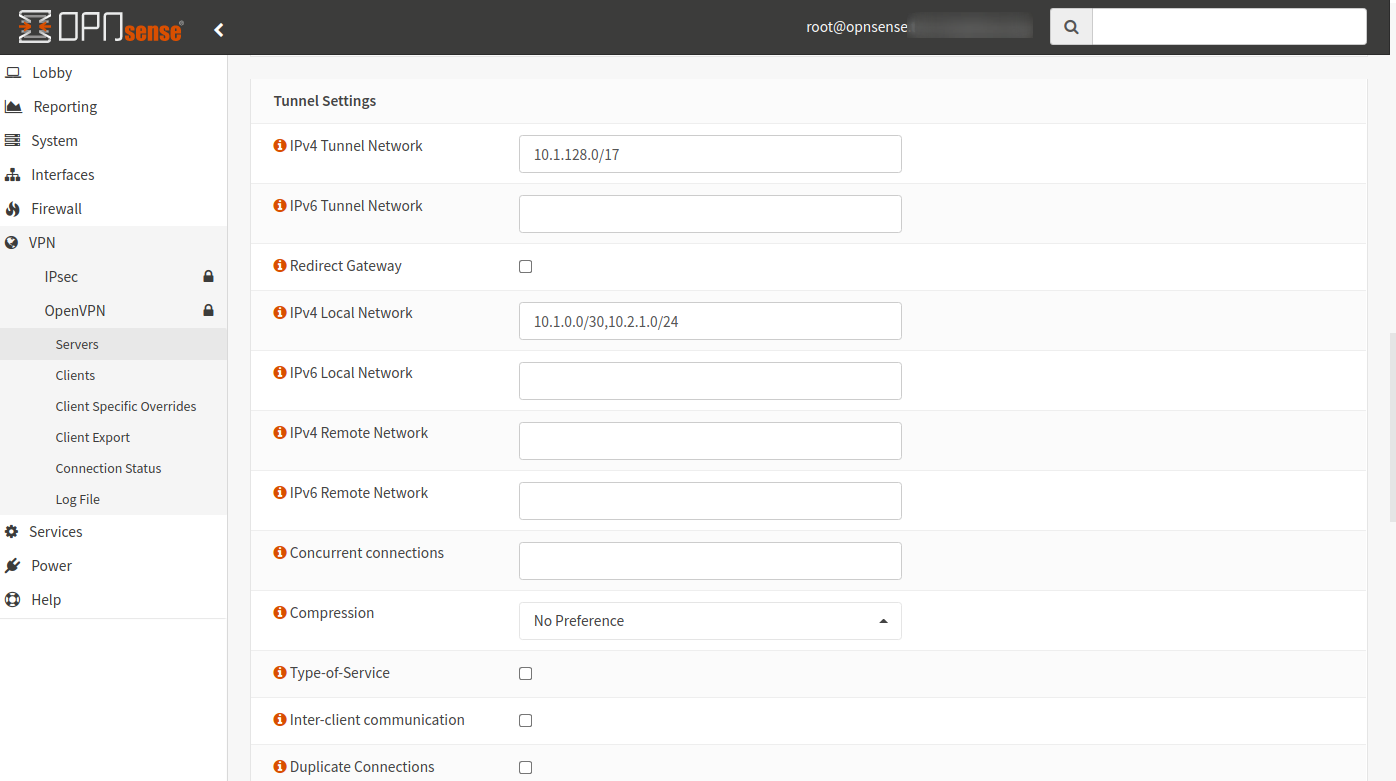 OPNsense®
root@opnsense
Lobby
Reporting
System
Interfaces
Firewall
VPN
IPsec
OpenVPN
Servers
Clients
Client Specific Overrides
Client Export
Connection Status
Log File
Services
Power
Help
Tunnel Settings
IPv4 Tunnel Network
10.1.128.0/17
IPv6 Tunnel Network
Redirect Gateway
IPv4 Local Network
10.1.0.0/30,10.2.1.0/24
IPv6 Local Network
IPv4 Remote Network
IPv6 Remote Network
Concurrent connections
Compression
No Preference
Type-of-Service
Inter-client communication
Duplicate Connections